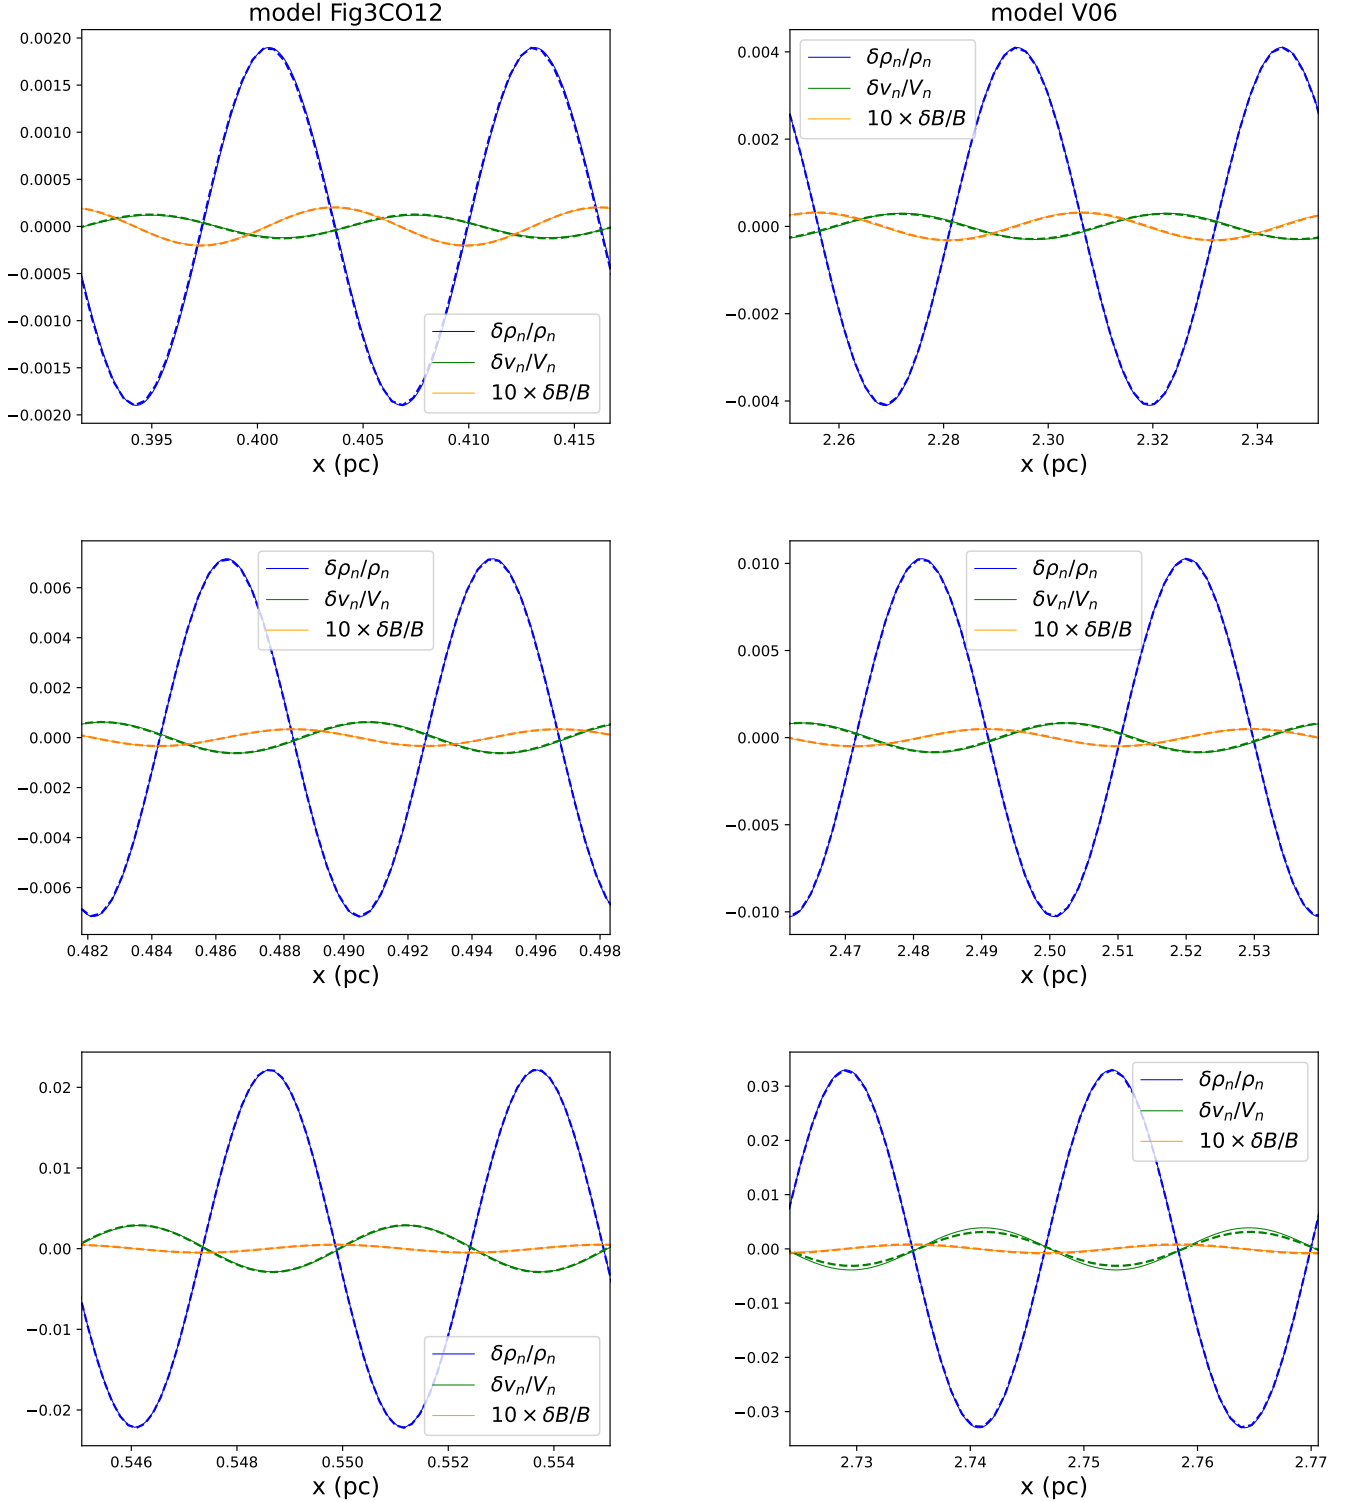 model Fig3CO12
0.0020
0.0015
0.0010
0.0005
0.0000
−0.0005
−0.0010
−0.0015
−0.0020
δρₙ/ρₙ
δvₙ/Vₙ
10 × δB/B
0.395 0.400 0.405 0.410 0.415
x (pc)
model V06
0.004
0.002
0.000
−0.002
−0.004
δρₙ/ρₙ
δvₙ/Vₙ
10 × δB/B
2.26 2.28 2.30 2.32 2.34
x (pc)
0.006
0.004
0.002
0.000
−0.002
−0.004
−0.006
δρₙ/ρₙ
δvₙ/Vₙ
10 × δB/B
0.482 0.484 0.486 0.488 0.490 0.492 0.494 0.496 0.498
x (pc)
0.010
0.005
0.000
−0.005
−0.010
δρₙ/ρₙ
δvₙ/Vₙ
10 × δB/B
2.47 2.48 2.49 2.50 2.51 2.52 2.53
x (pc)
0.02
0.01
0.00
−0.01
−0.02
δρₙ/ρₙ
δvₙ/Vₙ
10 × δB/B
0.546 0.548 0.550 0.552 0.554
x (pc)
0.03
0.02
0.01
0.00
−0.01
−0.02
−0.03
δρₙ/ρₙ
δvₙ/Vₙ
10 × δB/B
2.73 2.74 2.75 2.76 2.77
x (pc)